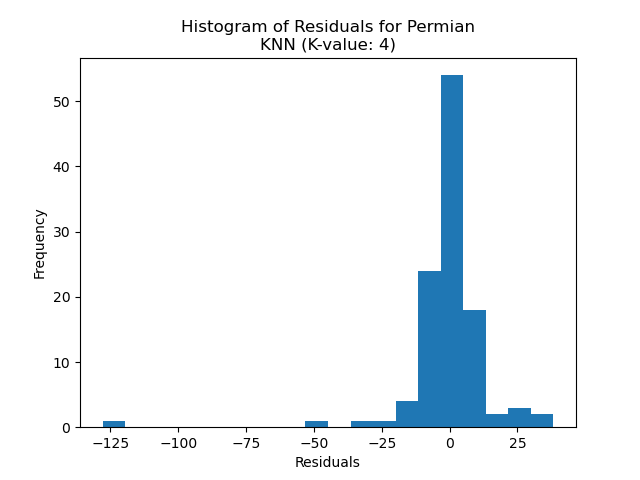 Histogram of Residuals for Permian
KNN (K-value: 4)
Frequency
50
40
30
20
10
0
−125 −100 −75 −50 −25 0 25
Residuals